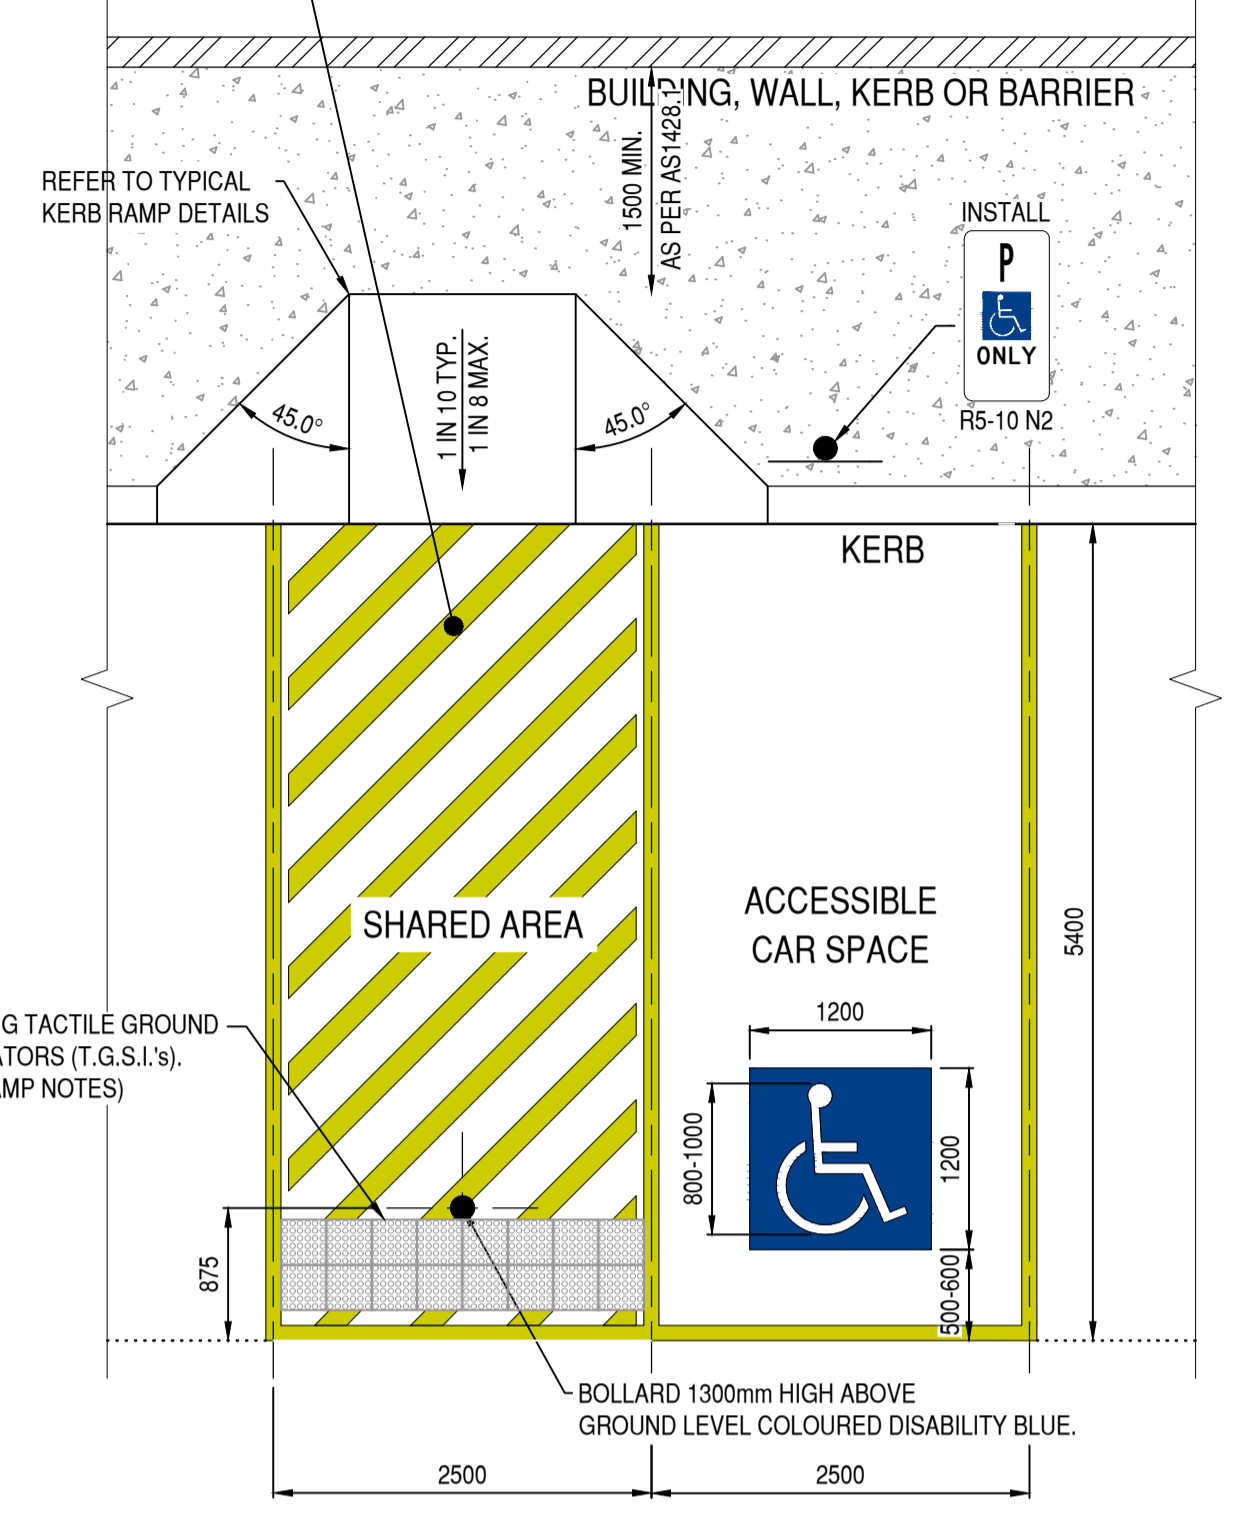 BUILDING, WALL, KERB OR BARRIER
1500 MIN.
AS PER AS1428.1
REFER TO TYPICAL
KERB RAMP DETAILS
INSTALL
P
ONLY
R5-10 N2
45.0°
1 IN 10 TYP.
1 IN 8 MAX.
45.0°
KERB
SHARED AREA
ACCESSIBLE
CAR SPACE
5400
1200
G TACTILE GROUND
ATORS (T.G.S.I.'s).
AMP NOTES)
800-1000
1200
875
500-600
BOLLARD 1300mm HIGH ABOVE
GROUND LEVEL COLOURED DISABILITY BLUE.
2500
2500